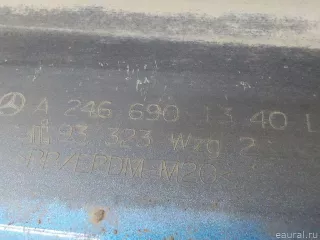 A 246 690 13 40 L
93 323 Wzg 2
PP/EPDM-M20
eaural.ru